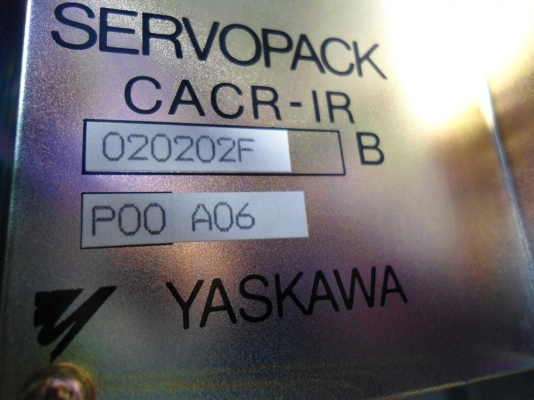 SERVOPACK
CACR-IR
020202F B
P00 A06
YASKAWA